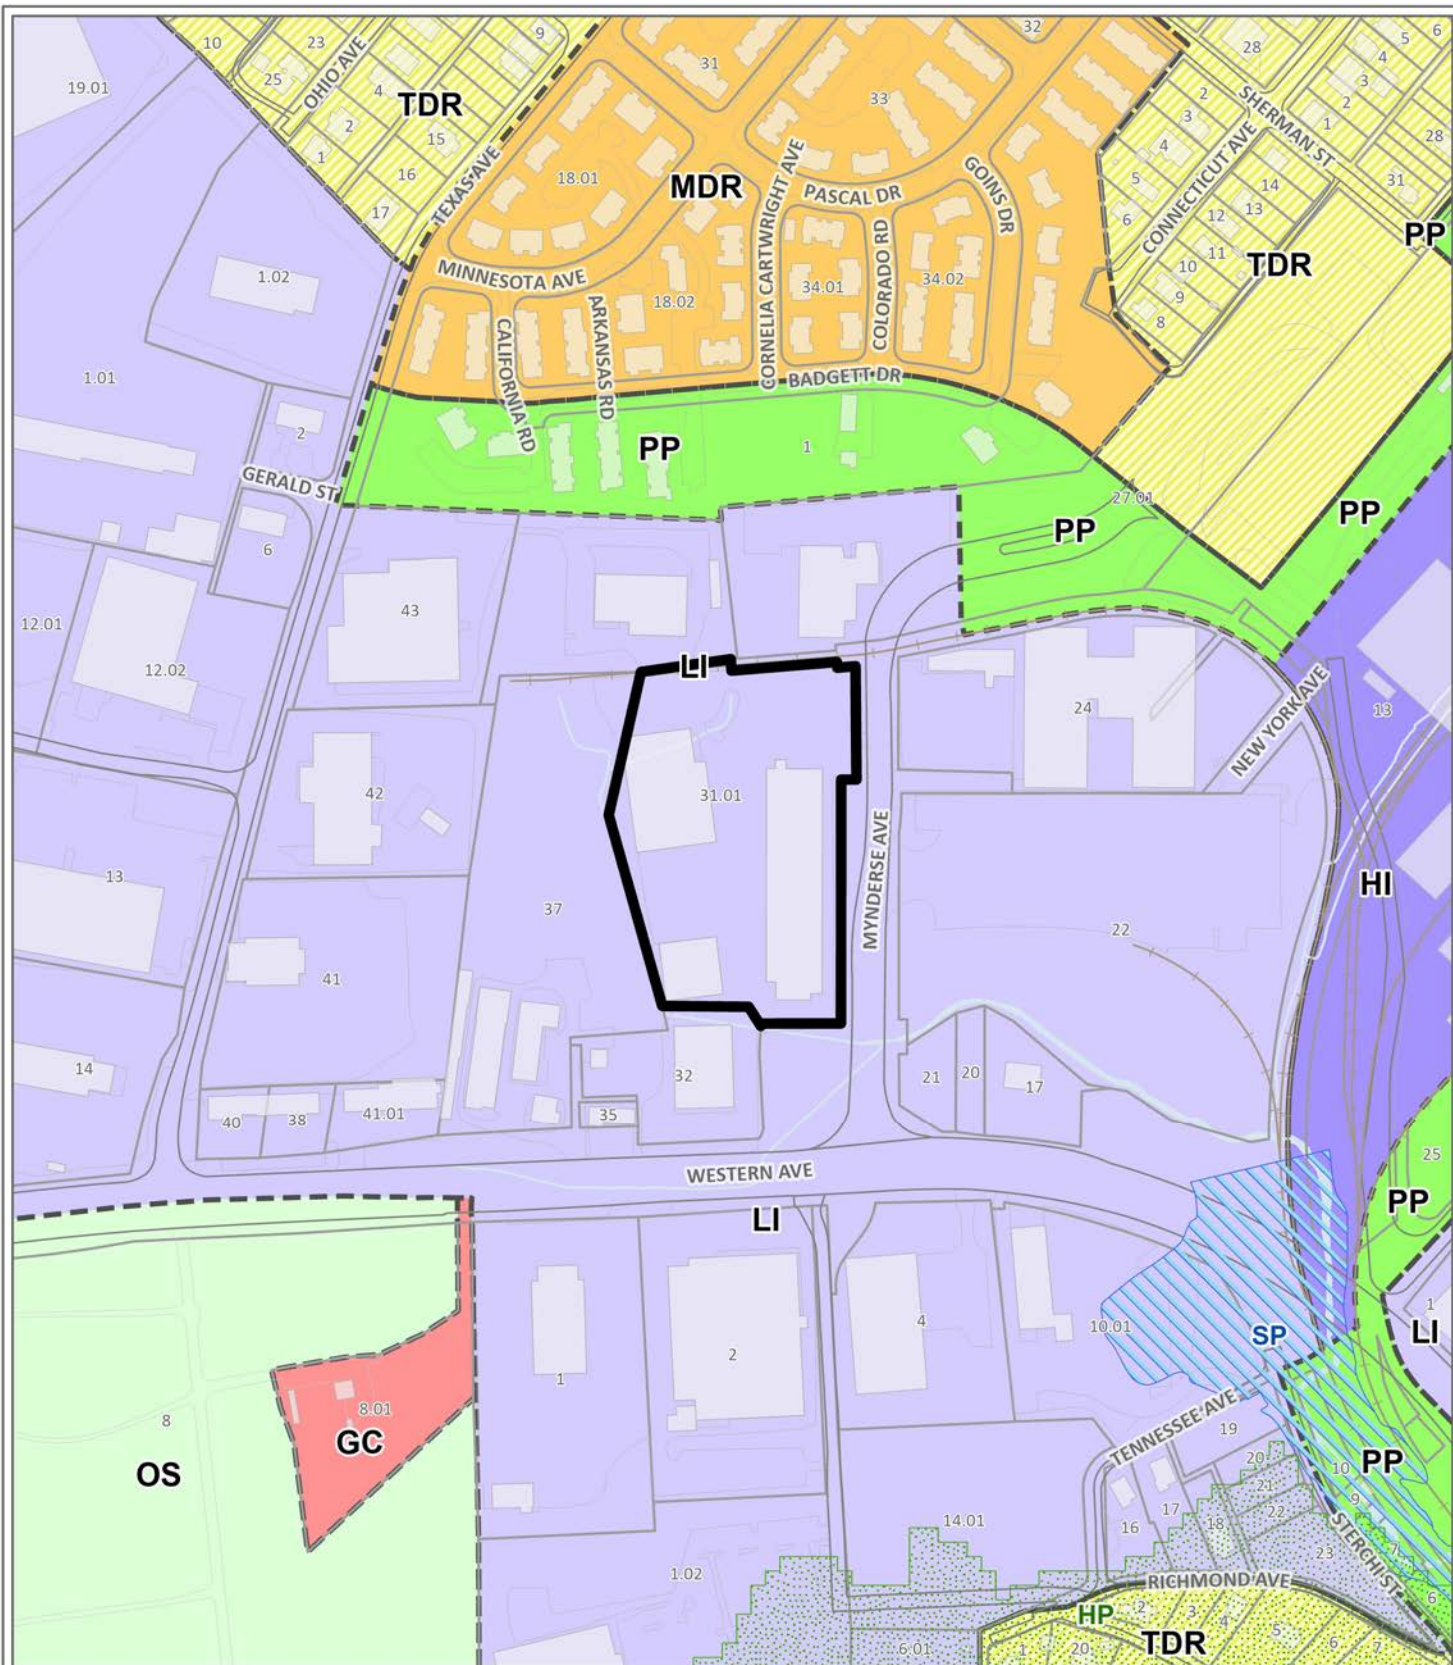 10
23
9
32
28
5
6
4
19.01
25
OHIO AVE
4
TDR
31
33
2
3
SHERMAN ST
3
2
1
2
15
4
CONNECTICUT AVE
28
1
16
18.01
MDR
CORNELIA CARTWRIGHT AVE
PASCAL DR
GOINS DR
5
14
31
17
TEXAS AVE
6
12
13
PP
11
TDR
1.02
MINNESOTA AVE
10
18.02
34.01
COLORADO RD
34.02
9
ARKANSAS RD
8
CALIFORNIA RD
1.01
BADGETT DR
2
PP
1
GERALD ST
27.01
PP
PP
6
43
12.01
12.02
LI
24
NEW YORK AVE
13
42
31.01
MYNDERSE AVE
13
HI
37
22
41
14
32
21
20
17
40
38
41.01
35
25
WESTERN AVE
PP
LI
1
4
10.01
SP
LI
2
1
8
8.01
GC
TENNESSEE AVE
19
OS
20
10
PP
21
9
14.01
16
17
18
22
STERCHI ST
7
23
1.02
RICHMOND AVE
6
HP
2
3
4
5
TDR
6
7
6.01
1
20